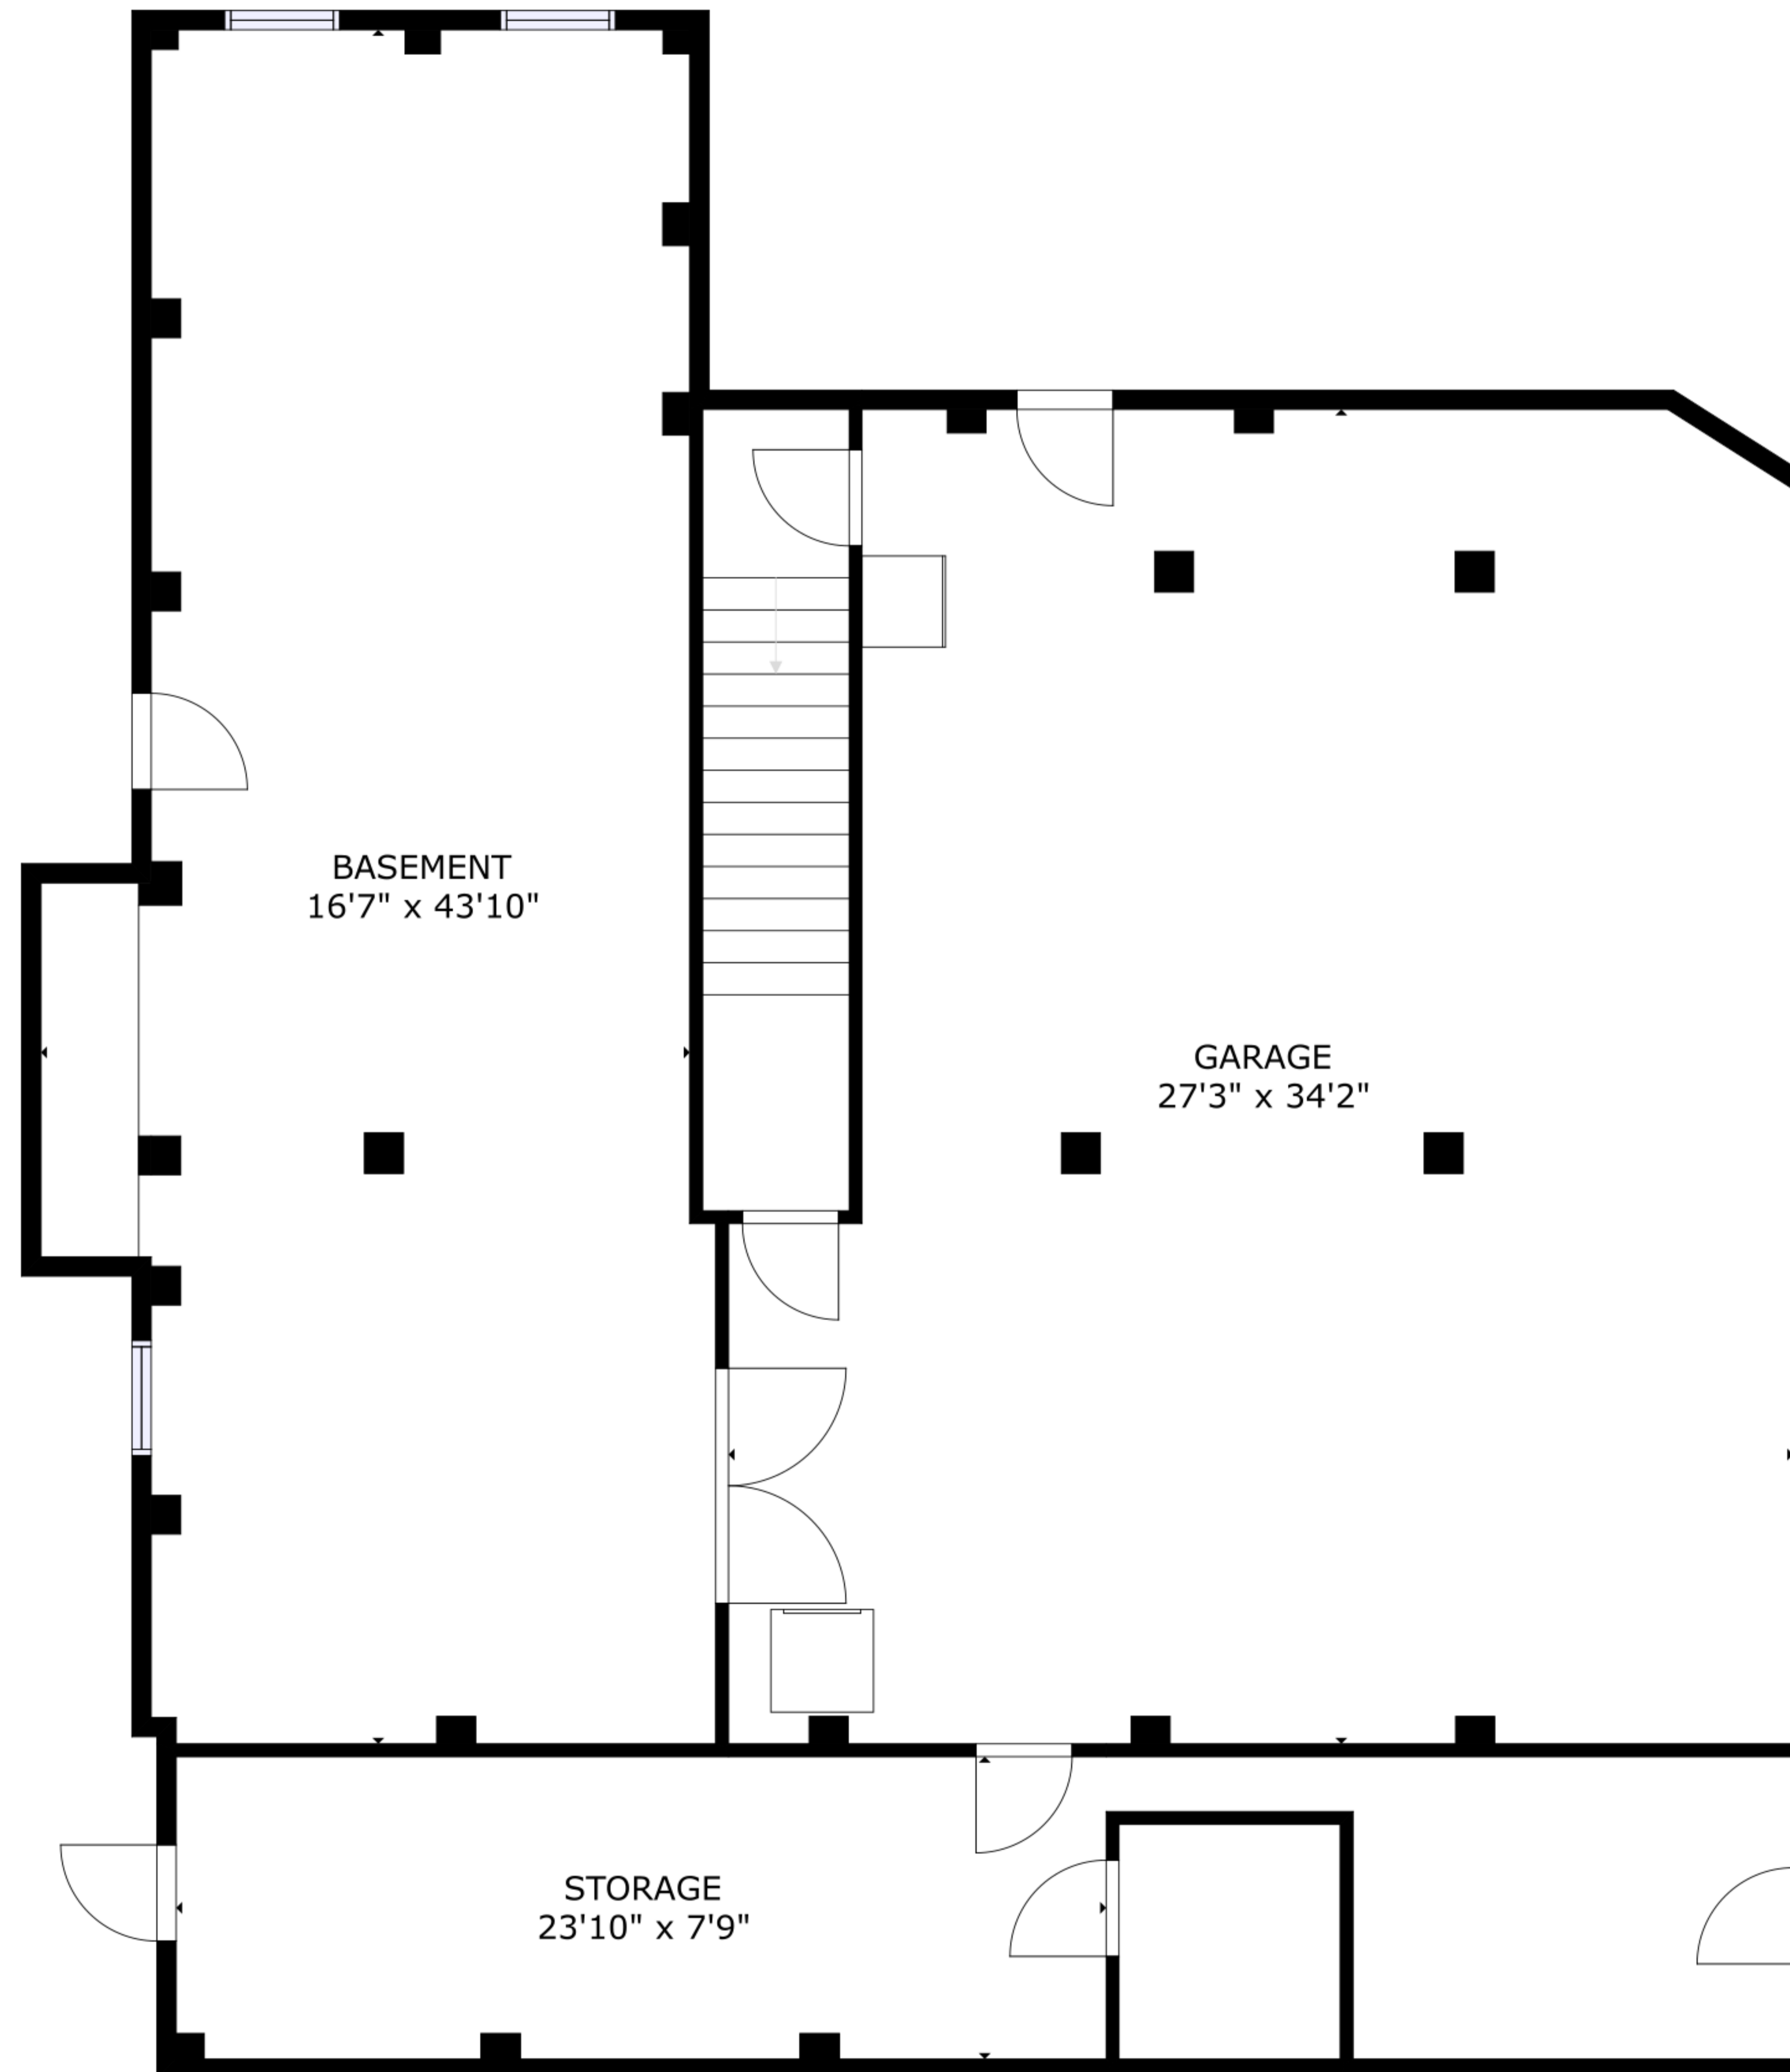 BASEMENT
16'7" x 43'10"
GARAGE
27'3" x 34'2"
STORAGE
23'10" x 7'9"